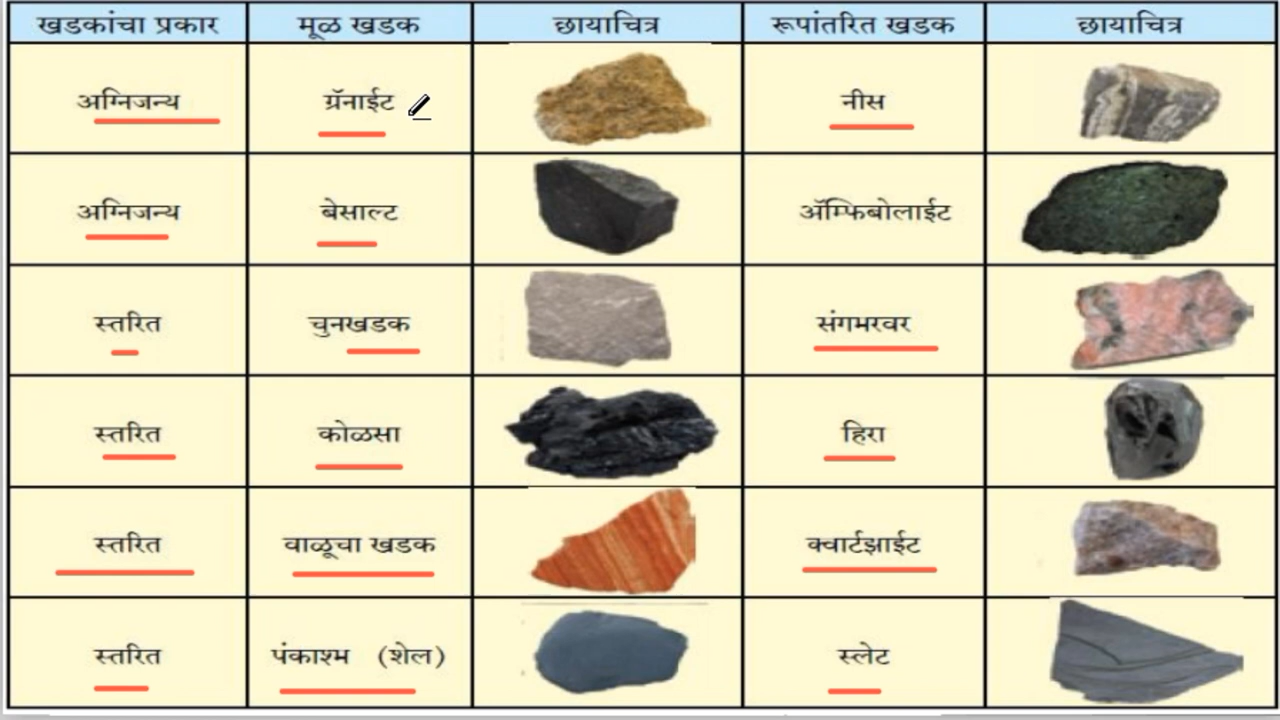 खडकांचा प्रकार मूळ खडक छायाचित्र रूपांतरित खडक छायाचित्र
अग्निजन्य ग्रॅनाईट नीस
अग्निजन्य बेसाल्ट ॲम्फिबोलाईट
स्तरित चुनखडक संगमरवर
स्तरित कोळसा हिरा
स्तरित वाळूचा खडक क्वार्टझाईट
स्तरित पंकाश्म (शेल) स्लेट